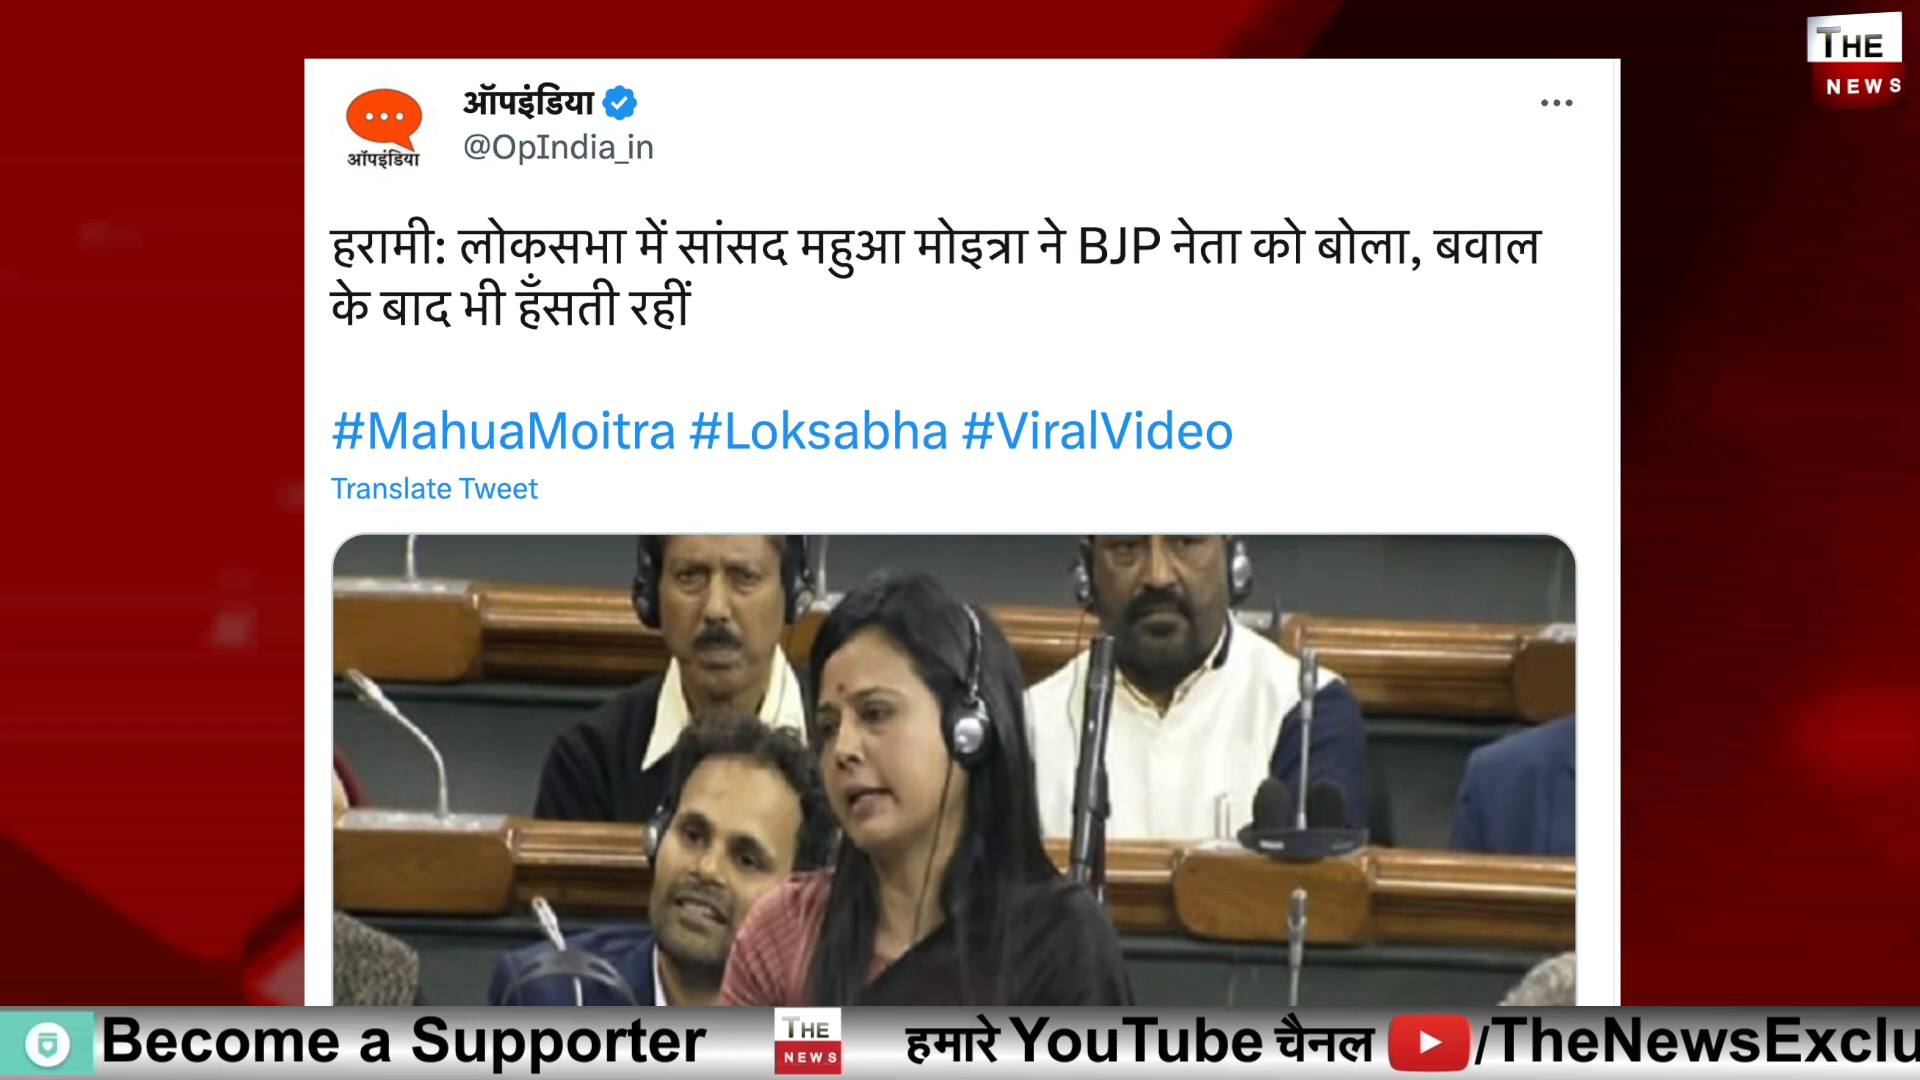 THE
NEWS
ऑपइंडिया
ऑपइंडिया
@OpIndia_in
हरामी: लोकसभा में सांसद महुआ मोइत्रा ने BJP नेता को बोला, बवाल
के बाद भी हँसती रहीं
#MahuaMoitra #Loksabha #ViralVideo
Translate Tweet
Become a Supporter THE NEWS हमारे YouTube चैनल /TheNewsExclu